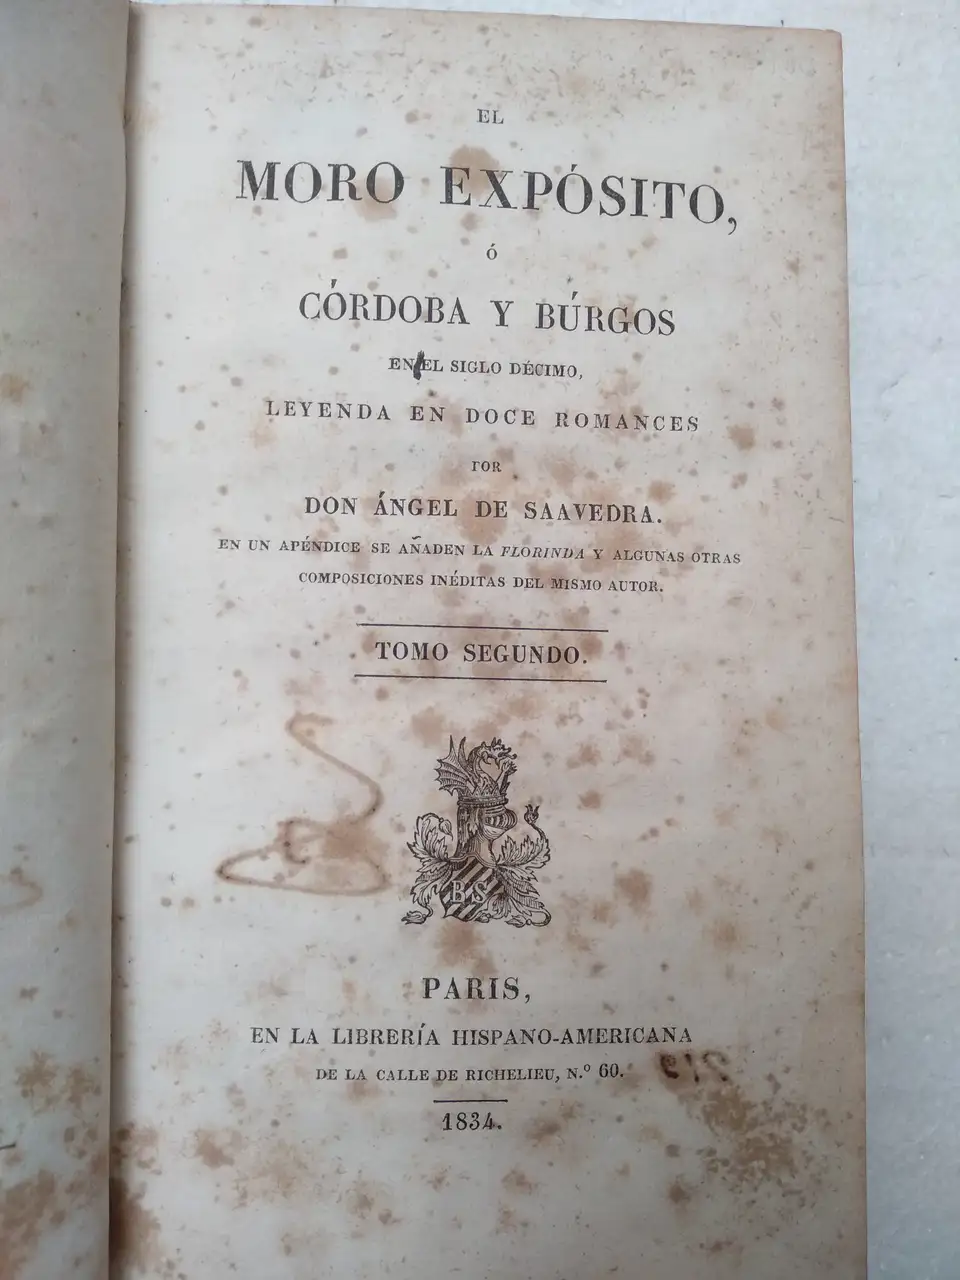 EL
MORO EXPÓSITO,
ó
CÓRDOBA Y BÚRGOS
EN EL SIGLO DÉCIMO,
LEYENDA EN DOCE ROMANCES
POR
DON ÁNGEL DE SAAVEDRA.
EN UN APÉNDICE SE AÑADEN LA FLORINDA Y ALGUNAS OTRAS
COMPOSICIONES INÉDITAS DEL MISMO AUTOR.
TOMO SEGUNDO.
BS
PARIS,
EN LA LIBRERÍA HISPANO-AMERICANA
DE LA CALLE DE RICHELIEU, N.º 60.
1834.